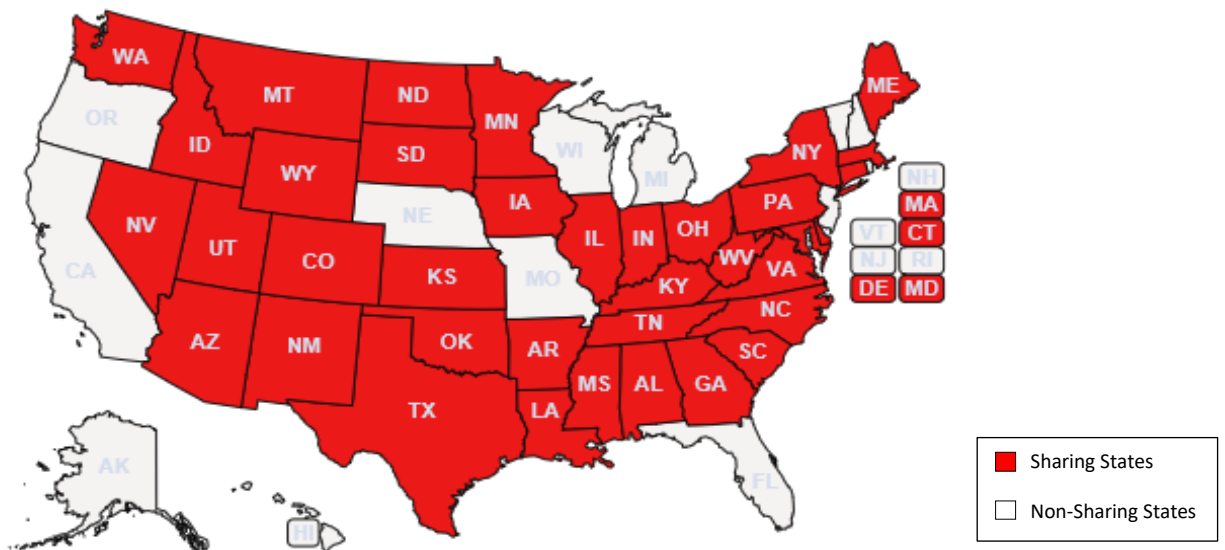 WA
MT
ND
MN
ME
OR
ID
SD
WI
NY
WY
MI
NH
IA
PA
MA
NE
NV
IL
IN
OH
VT
CT
UT
CO
WV
NJ
RI
CA
KS
MO
VA
KY
DE
MD
NC
TN
AZ
NM
OK
AR
SC
MS
AL
GA
TX
LA
AK
FL
HI
Sharing States
Non-Sharing States